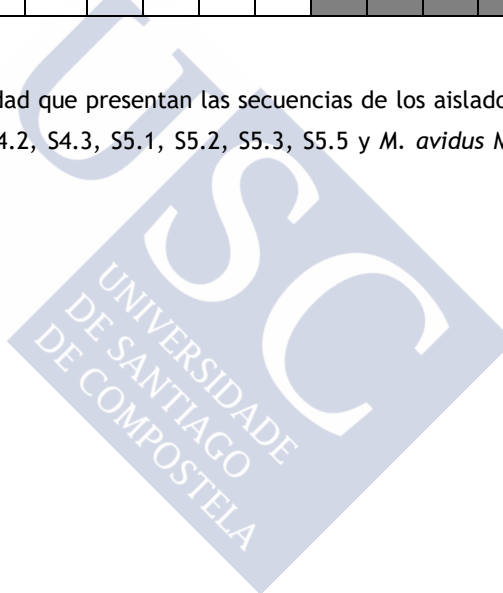 dad que presentan las secuencias de los aislado
4.2, S4.3, S5.1, S5.2, S5.3, S5.5 y M. avidus
USC
UNIVERSIDADE
DE SANTIAGO
DE COMPOSTELA